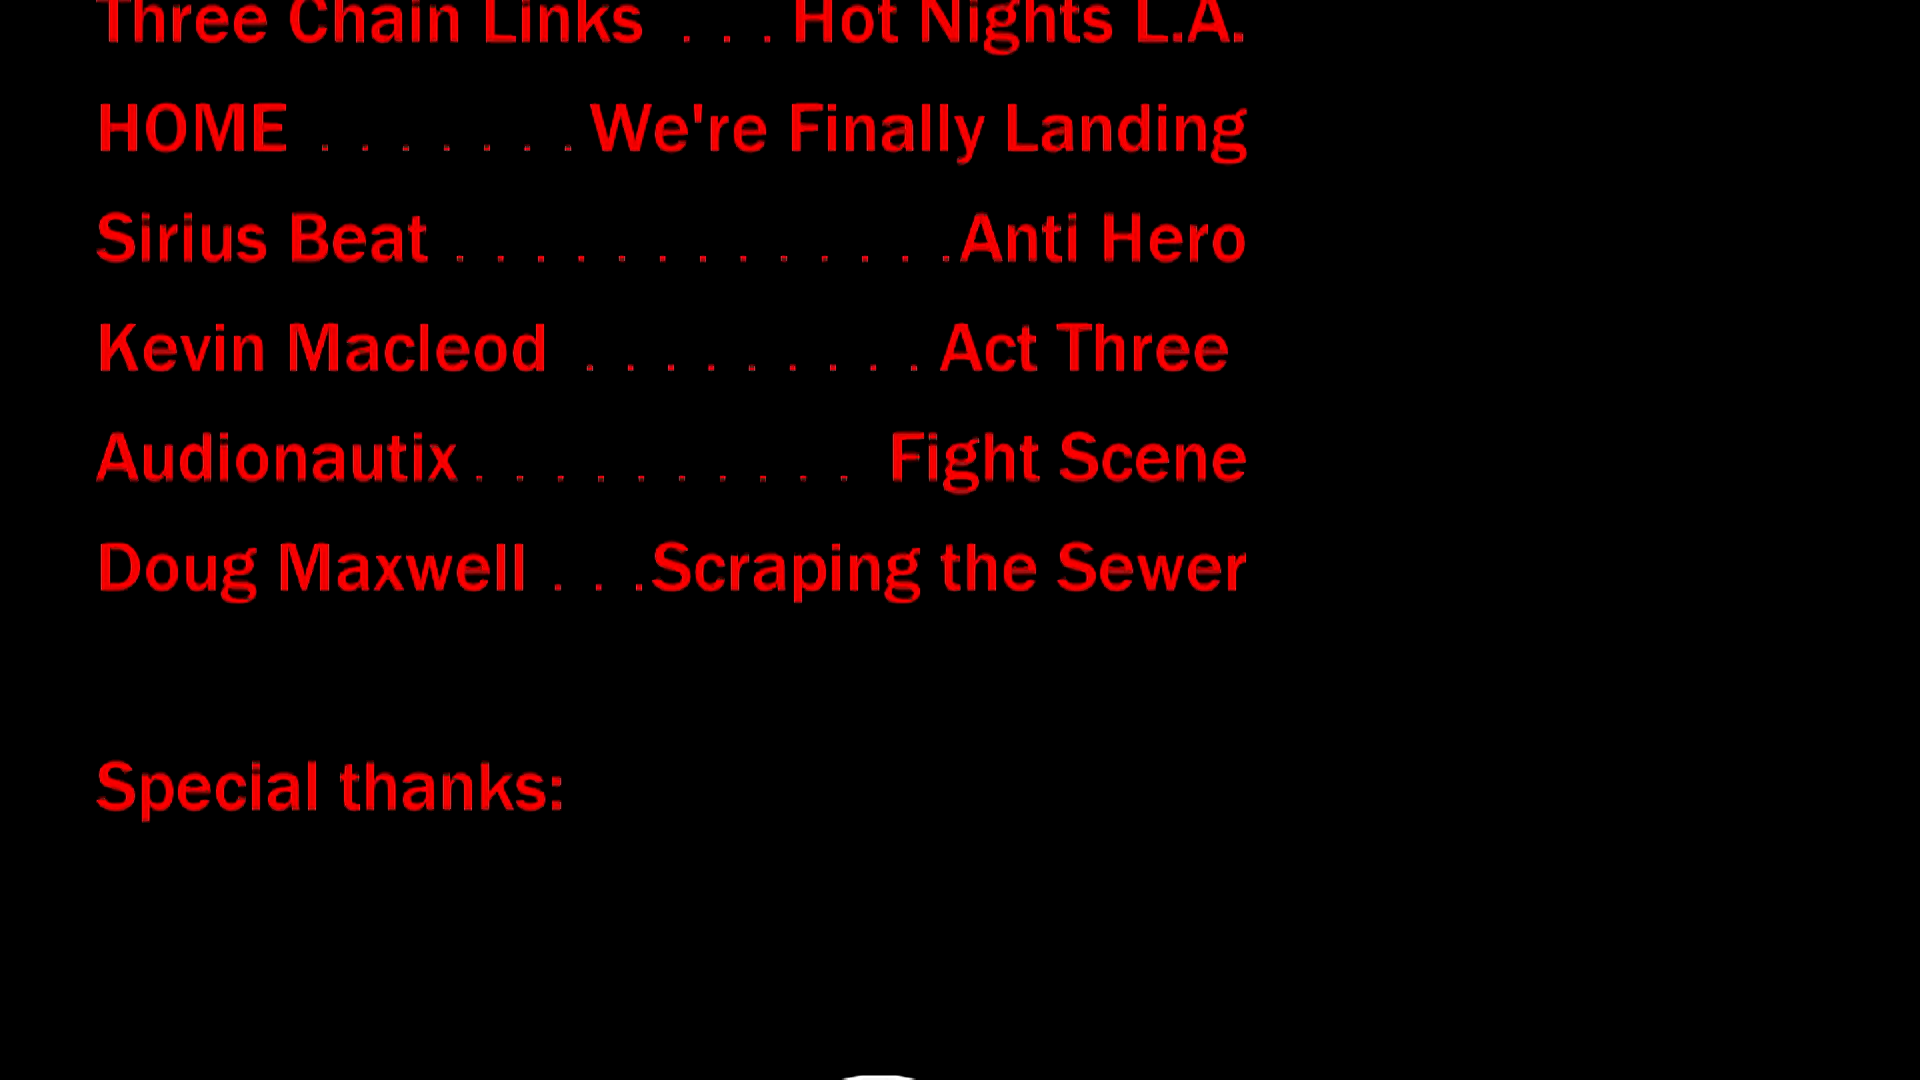 Three Chain Links . . . Hot Nights L.A.
HOME . . . . . . . We're Finally Landing
Sirius Beat . . . . . . . . . . . . . Anti Hero
Kevin Macleod . . . . . . . . . Act Three
Audionautix . . . . . . . . . . Fight Scene
Doug Maxwell . . . Scraping the Sewer
Special thanks: